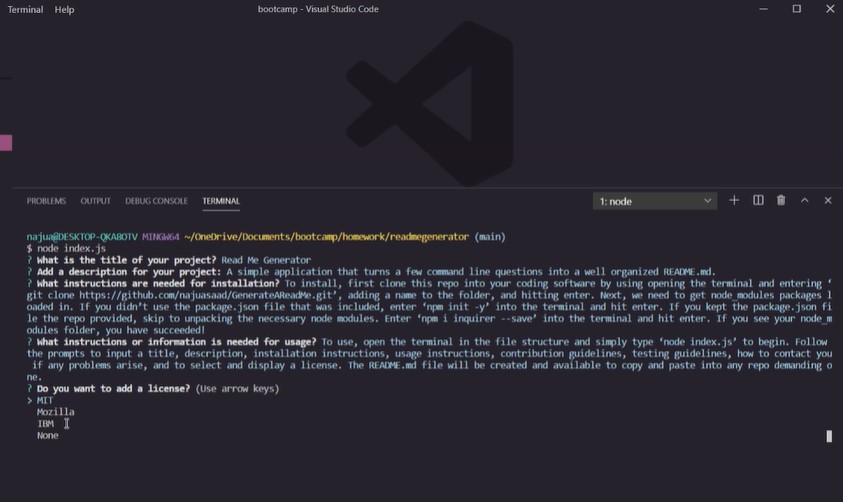 Terminal Help bootcamp - Visual Studio Code
PROBLEMS OUTPUT DEBUG CONSOLE TERMINAL 1: node
najua@DESKTOP-QKA8OTV MINGW64 ~/OneDrive/Documents/bootcamp/homework/readmegenerator (main)
$ node index.js
? What is the title of your project? Read Me Generator
? Add a description for your project: A simple application that turns a few command line questions into a well organized README.md.
? What instructions are needed for installation? To install, first clone this repo into your coding software by using opening the terminal and entering ‘
git clone https://github.com/najuasaad/GenerateAReadMe.git’, adding a name to the folder, and hitting enter. Next, we need to get node_modules packages l
oaded in. If you didn’t use the package.json file that was included, enter ‘npm init -y’ into the terminal and hit enter. If you kept the package.json fi
le the repo provided, skip to unpacking the necessary node modules. Enter ‘npm i inquirer --save’ into the terminal and hit enter. If you see your node_m
odules folder, you have succeeded!
? What instructions or information is needed for usage? To use, open the terminal in the file structure and simply type ‘node index.js’ to begin. Follow
the prompts to input a title, description, installation instructions, usage instructions, contribution guidelines, testing guidelines, how to contact you
if any problems arise, and to select and display a license. The README.md file will be created and available to copy and paste into any repo demanding o
ne.
? Do you want to add a license? (Use arrow keys)
> MIT
Mozilla
IBM
None